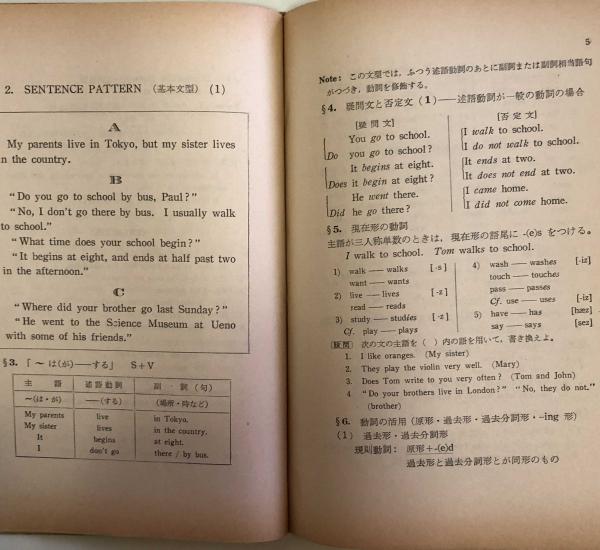 2. SENTENCE PATTERN (基本文型) (1)
A
My parents live in Tokyo, but my sister lives
n the country.
B
"Do you go to school by bus, Paul?"
"No, I don't go there by bus. I usually walk
to school."
"What time does your school begin?"
"It begins at eight, and ends at half past two
in the afternoon."
C
"Where did your brother go last Sunday?"
"He went to the Science Museum at Ueno
with some of his friends."
§3. 「～は(が)——する」 S+V
主 語 述語動詞 副 詞(句)
～(は・が) ——(する) (場所・時など)
My parents live in Tokyo.
My sister lives in the country.
It begins at eight.
I don't go there / by bus.
5
Note: この文型では，ふつう述語動詞のあとに副詞または副詞相当語句
がつづき，動詞を修飾する。
§4. 疑問文と否定文 (1)——述語動詞が一般の動詞の場合
[疑 問 文]
You go to school.
Do you go to school?
It begins at eight.
Does it begin at eight?
He went there.
Did he go there?
[否 定 文]
I walk to school.
I do not walk to school.
It ends at two.
It does not end at two.
I came home.
I did not come home.
§5. 現在形の動詞
主語が三人称単数のときは，現在形の語尾に -(e)s をつける。
I walk to school. Tom walks to school.
1) walk — walks [-s]
want — wants
2) live — lives [-z]
read — reads
3) study — studies [-z]
Cf. play — plays
4) wash — washes [-iz]
touch — touches
pass — passes
Cf. use — uses [-iz]
5) have — has [hæz]
say — says [sez]
[設問] 次の文の主語を ( ) 内の語を用いて，書き換えよ。
1. I like oranges. (My sister)
2. They play the violin very well. (Mary)
3. Does Tom write to you very often? (Tom and John)
4 "Do your brothers live in London?" "No, they do not."
(brother)
§6. 動詞の活用 (原形・過去形・過去分詞形・-ing 形)
(1) 過去形・過去分詞形
規則動詞： 原形+-(e)d
過去形と過去分詞形とが同形のもの